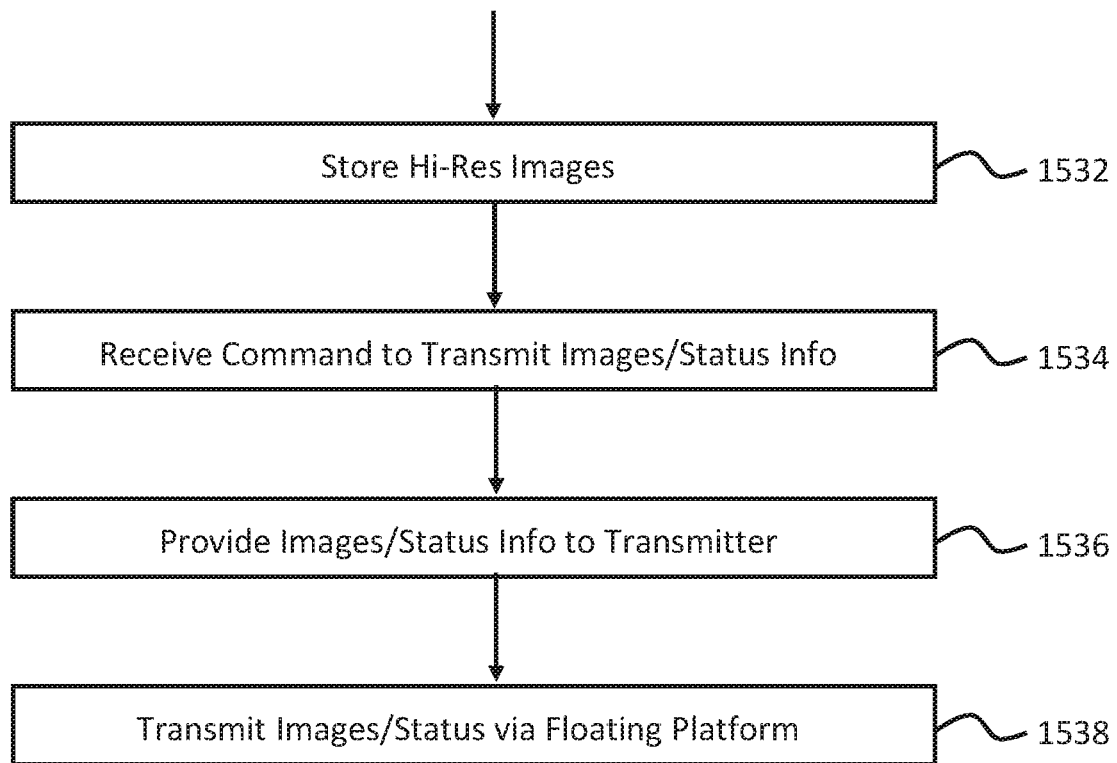 Store Hi-Res Images
1532
Receive Command to Transmit Images/Status Info
1534
Provide Images/Status Info to Transmitter
1536
Transmit Images/Status via Floating Platform
1538